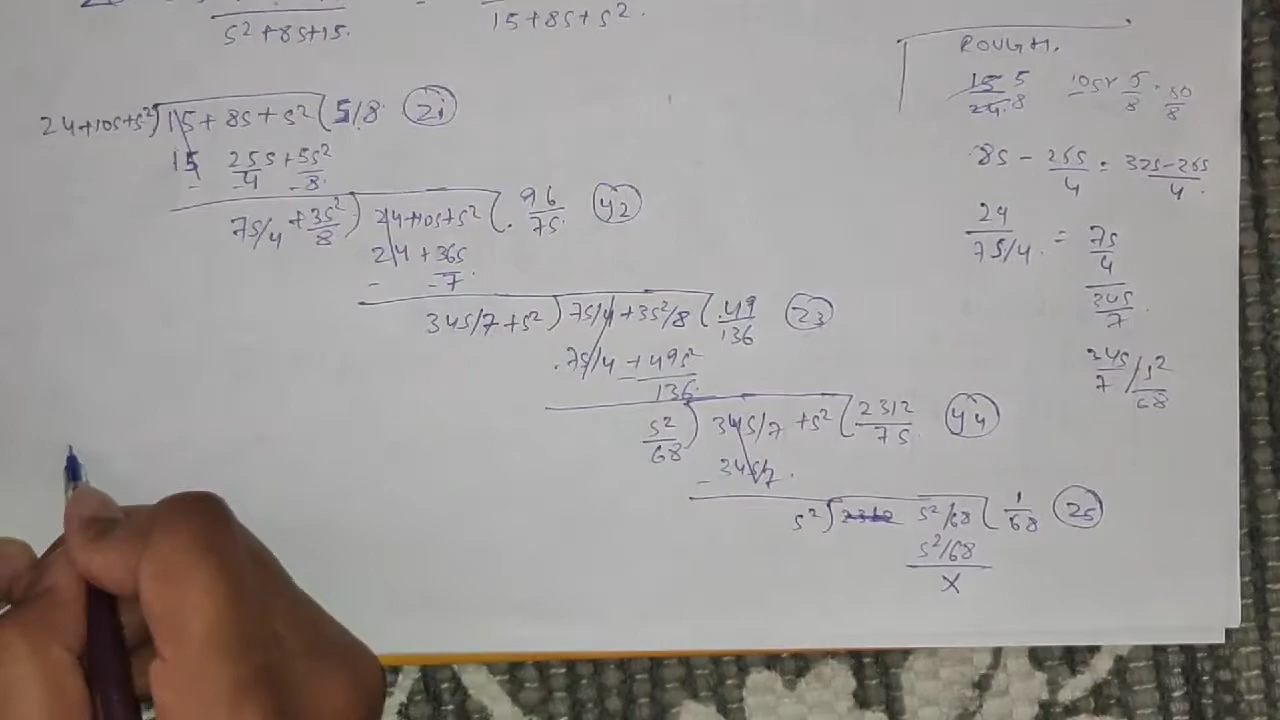 s²+8s+15.
15+8s+s².
24+10s+s²)15+8s+s²(5/8 (Z1)
15 25s/4+5s²/8
- -4 -8.
7s/4+3s²/8)24+10s+s²(.96/7s. (Y2)
24+36s/7.
- -
34s/7+s²)7s/4+3s²/8(.49/136 (Z3)
.7s/4+49s²/136.
s²/68)34s/7+s²(2312/7s (Y4)
-34s/7.
s²) s²/68(1/68 (Z5)
s²/68
X
ROUGH.
15/24 5/8 10s×5/8 · 50/8
8s-25s/4=32s-25s/4.
24/7s/4.=7s/4
34s/7.
34s/7/s²/68